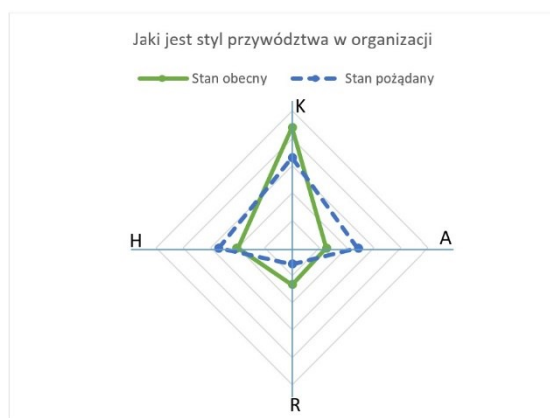 Jaki jest styl przywództwa w organizacji
Stan obecny Stan pożądany
K
H A
R